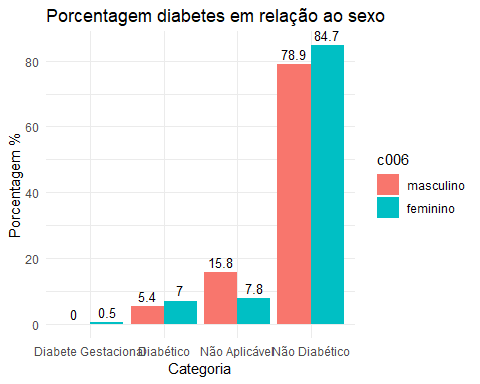 Porcentagem diabetes em relação ao sexo
84.7
78.9
80
60
40
20
0
15.8
7.8
7
5.4
0.5
0
Porcentagem %
Diabete Gestacional
Diabético
Não Aplicável
Não Diabético
Categoria
c006
masculino
feminino